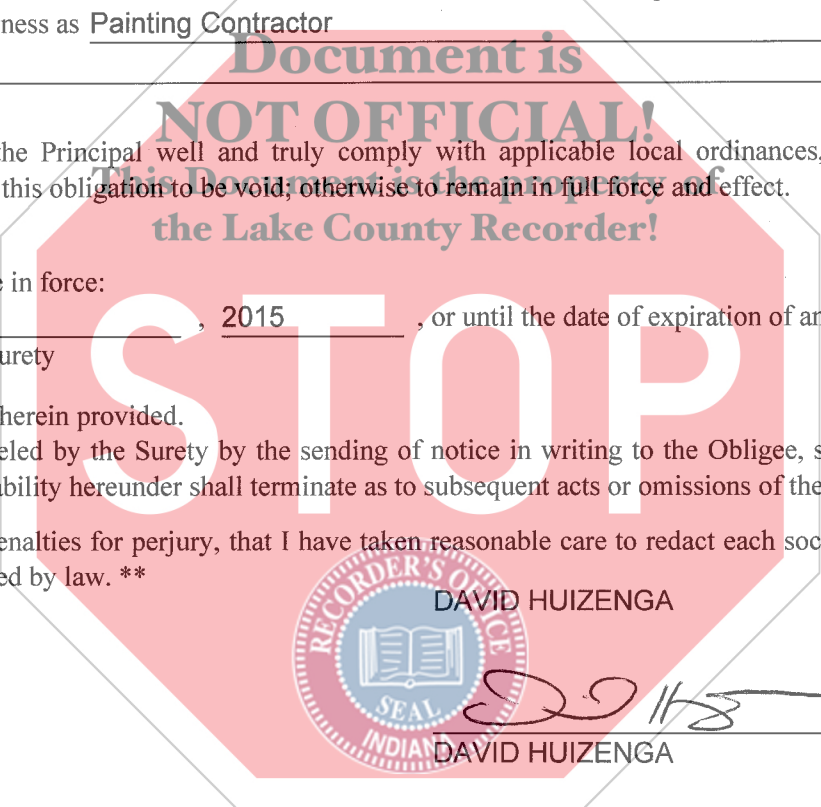 ness as Painting Contractor
Document is
NOT OFFICIAL!
the Principal well and truly comply with applicable local ordinances,
This Document is the property of
this obligation to be void; otherwise to remain in full force and effect.
the Lake County Recorder!
in force:
, 2015 , or until the date of expiration of
urety
STOP
herein provided.
eled by the Surety by the sending of notice in writing to the Obligee, s
ability hereunder shall terminate as to subsequent acts or omissions of the
enalties for perjury, that I have taken reasonable care to redact each soc
ed by law. **
RECORDER'S OFFICE
DAVID HUIZENGA
SEAL
INDIANA
DAVID HUIZENGA